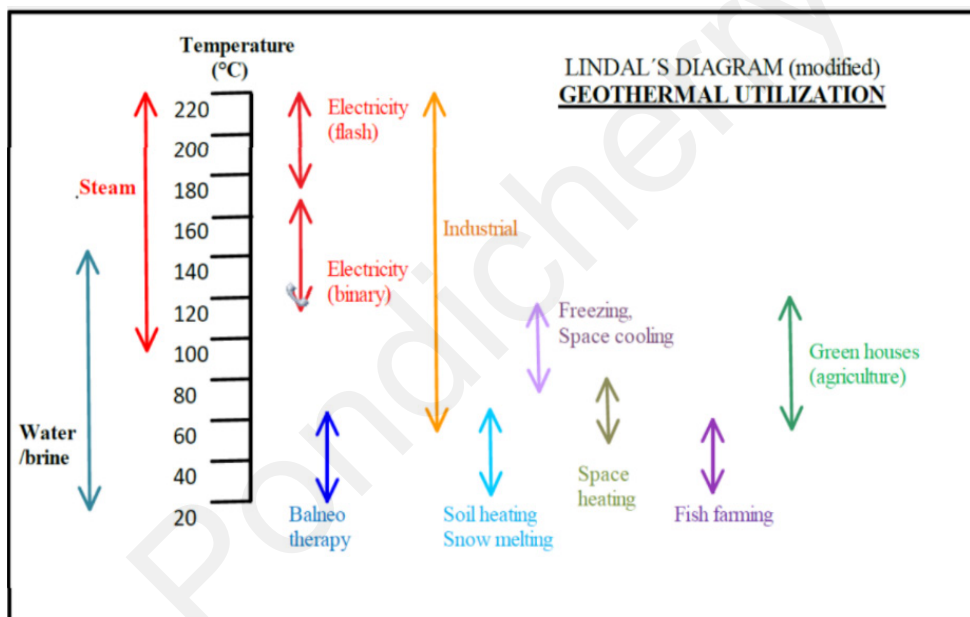 Temperature
(°C)
LINDAL´S DIAGRAM (modified)
GEOTHERMAL UTILIZATION
220
200
180
160
140
120
100
80
60
40
20
Steam
Water
/brine
Electricity
(flash)
Electricity
(binary)
Industrial
Freezing,
Space cooling
Green houses
(agriculture)
Space
heating
Balneo
therapy
Soil heating
Snow melting
Fish farming
Pondicherry